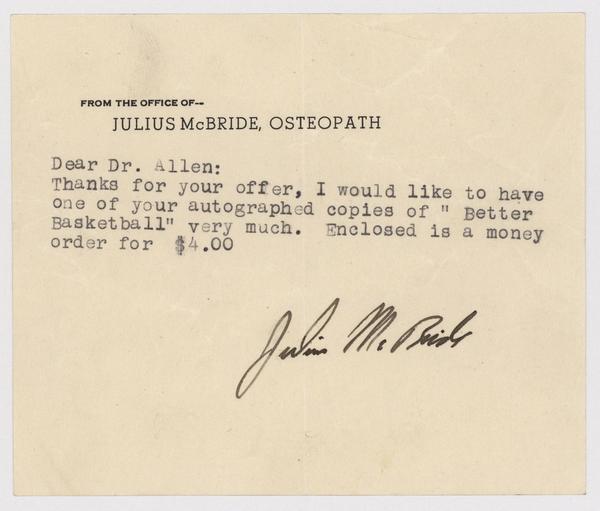 FROM THE OFFICE OF--
JULIUS McBRIDE, OSTEOPATH
Dear Dr. Allen:
Thanks for your offer, I would like to have
one of your autographed copies of " Better
Basketball" very much. Enclosed is a money
order for $4.00
Julius McBride